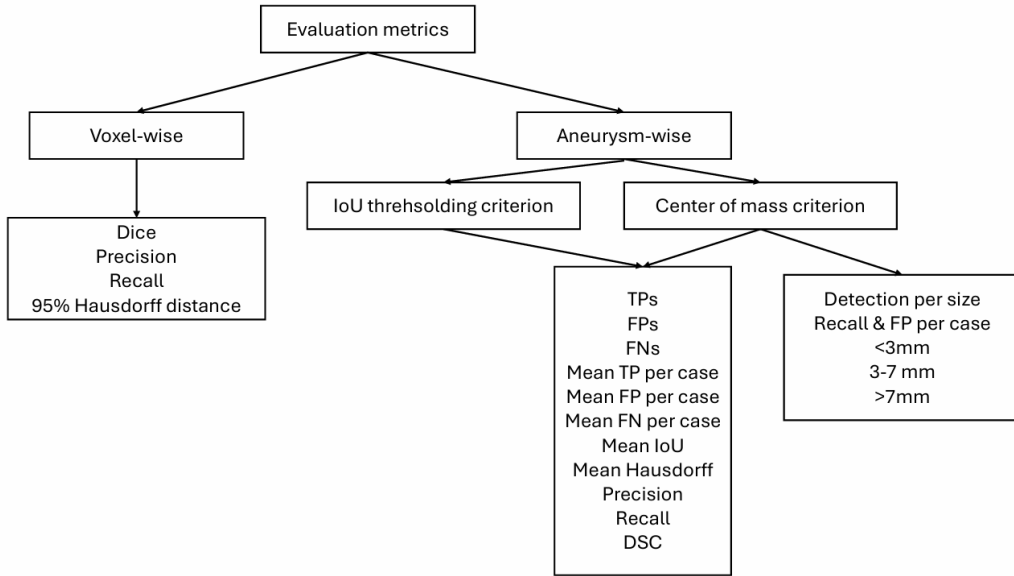 Evaluation metrics
Voxel-wise
Aneurysm-wise
IoU threhsolding criterion
Center of mass criterion
Dice
Precision
Recall
95% Hausdorff distance
TPs
FPs
FNs
Mean TP per case
Mean FP per case
Mean FN per case
Mean IoU
Mean Hausdorff
Precision
Recall
DSC
Detection per size
Recall & FP per case
<3mm
3-7 mm
>7mm